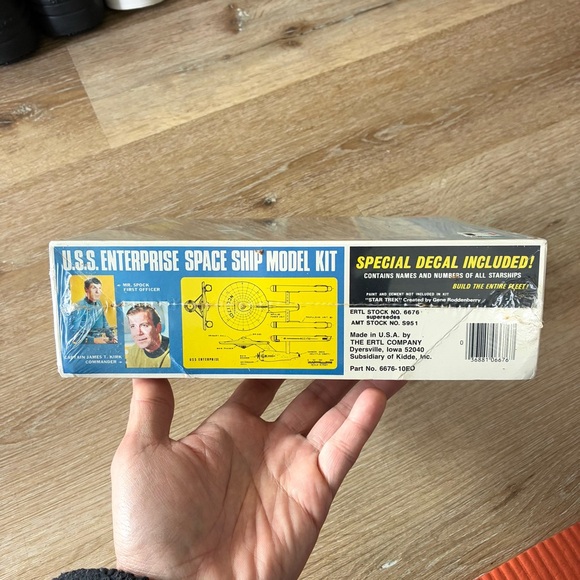 U.S.S. ENTERPRISE SPACE SHIP MODEL KIT
← MR. SPOCK
FIRST OFFICER
CAPTAIN JAMES T. KIRK
COMMANDER →
U.S.S. ENTERPRISE
SPECIAL DECAL INCLUDED!
CONTAINS NAMES AND NUMBERS OF ALL STARSHIPS
BUILD THE ENTIRE FLEET!
PAINT AND CEMENT NOT INCLUDED IN KIT
"STAR TREK" Created by Gene Roddenberry
ERTL STOCK NO. 6676
supersedes
AMT STOCK NO. S951
Made in U.S.A. by
THE ERTL COMPANY
Dyersville, Iowa 52040
Subsidiary of Kidde, Inc.
Part No. 6676-10EO
0 36881 06676